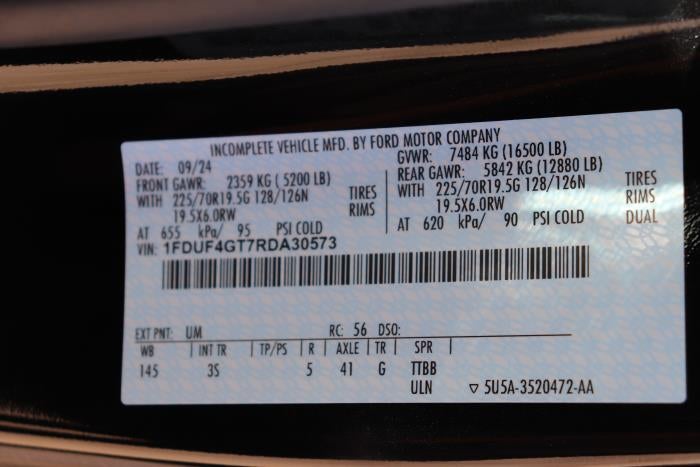 INCOMPLETE VEHICLE MFD. BY FORD MOTOR COMPANY
DATE: 09/24 GVWR: 7484 KG (16500 LB)
FRONT GAWR: 2359 KG ( 5200 LB) REAR GAWR: 5842 KG (12880 LB)
WITH 225/70R19.5G 128/126N TIRES WITH 225/70R19.5G 128/126N TIRES
19.5X6.0RW RIMS 19.5X6.0RW RIMS
AT 655 kPa/ 95 PSI COLD AT 620 kPa/ 90 PSI COLD DUAL
VIN: 1FDUF4GT7RDA30573
EXT PNT: UM RC: 56 DSO:
WB | INT TR | TP/PS | R | AXLE | TR | SPR |
145 3S 5 41 G TTBB
ULN ▽ 5U5A-3520472-AA